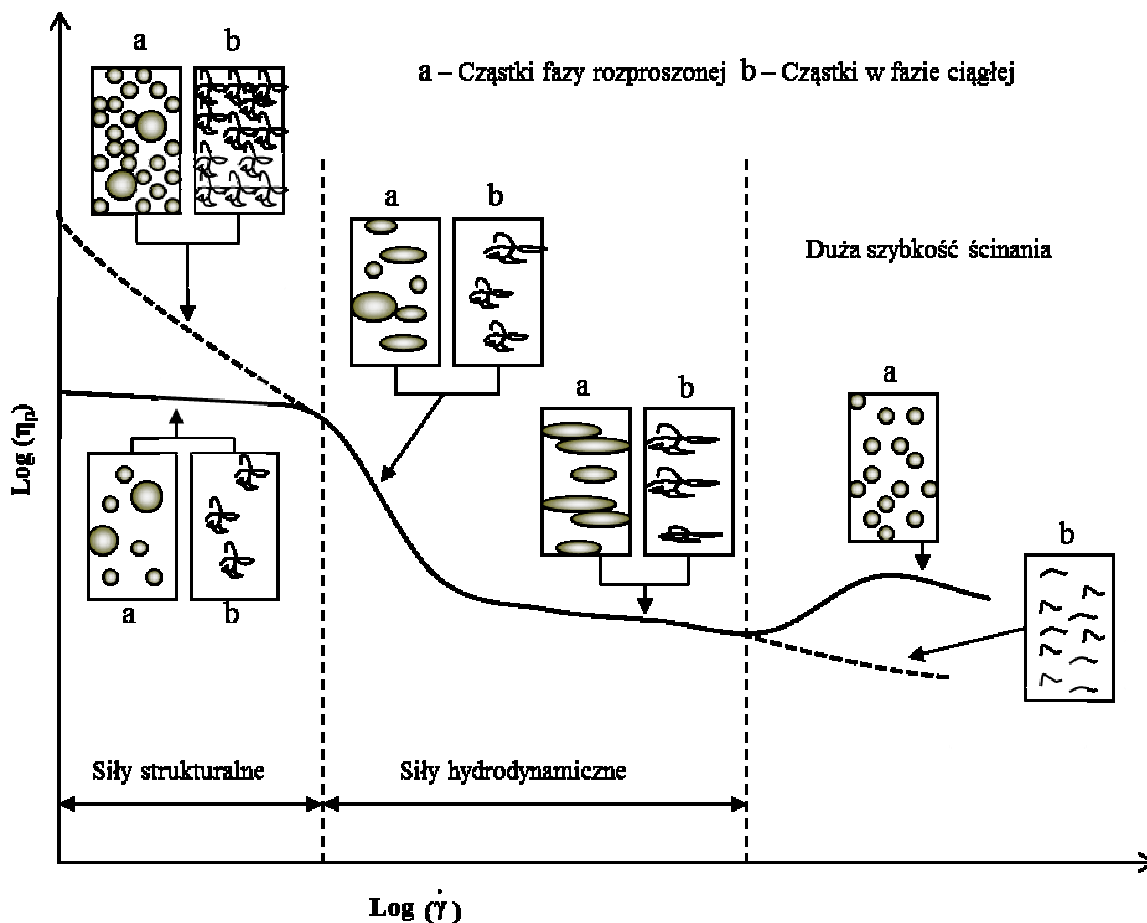 a b
a – Cząstki fazy rozproszonej b – Cząstki w fazie ciągłej
a b
Duża szybkość ścinania
a b
a
b
a b
Log (ηp)
Siły strukturalne
Siły hydrodynamiczne
Log (γ̇)